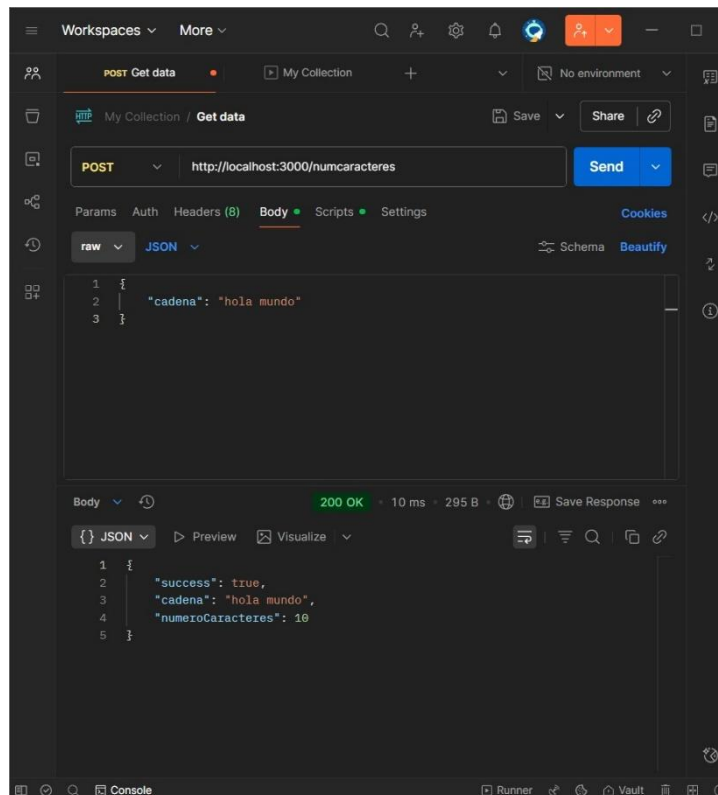 Workspaces More
POST Get data My Collection No environment
HTTP My Collection / Get data Save Share
POST http://localhost:3000/numcaracteres Send
Params Auth Headers (8) Body Scripts Settings Cookies
raw JSON Schema Beautify
1 {
2 "cadena": "hola mundo"
3 }
Body 200 OK 10 ms 295 B e.g. Save Response
{} JSON Preview Visualize
1 {
2 "success": true,
3 "cadena": "hola mundo",
4 "numeroCaracteres": 10
5 }
Console Runner Vault